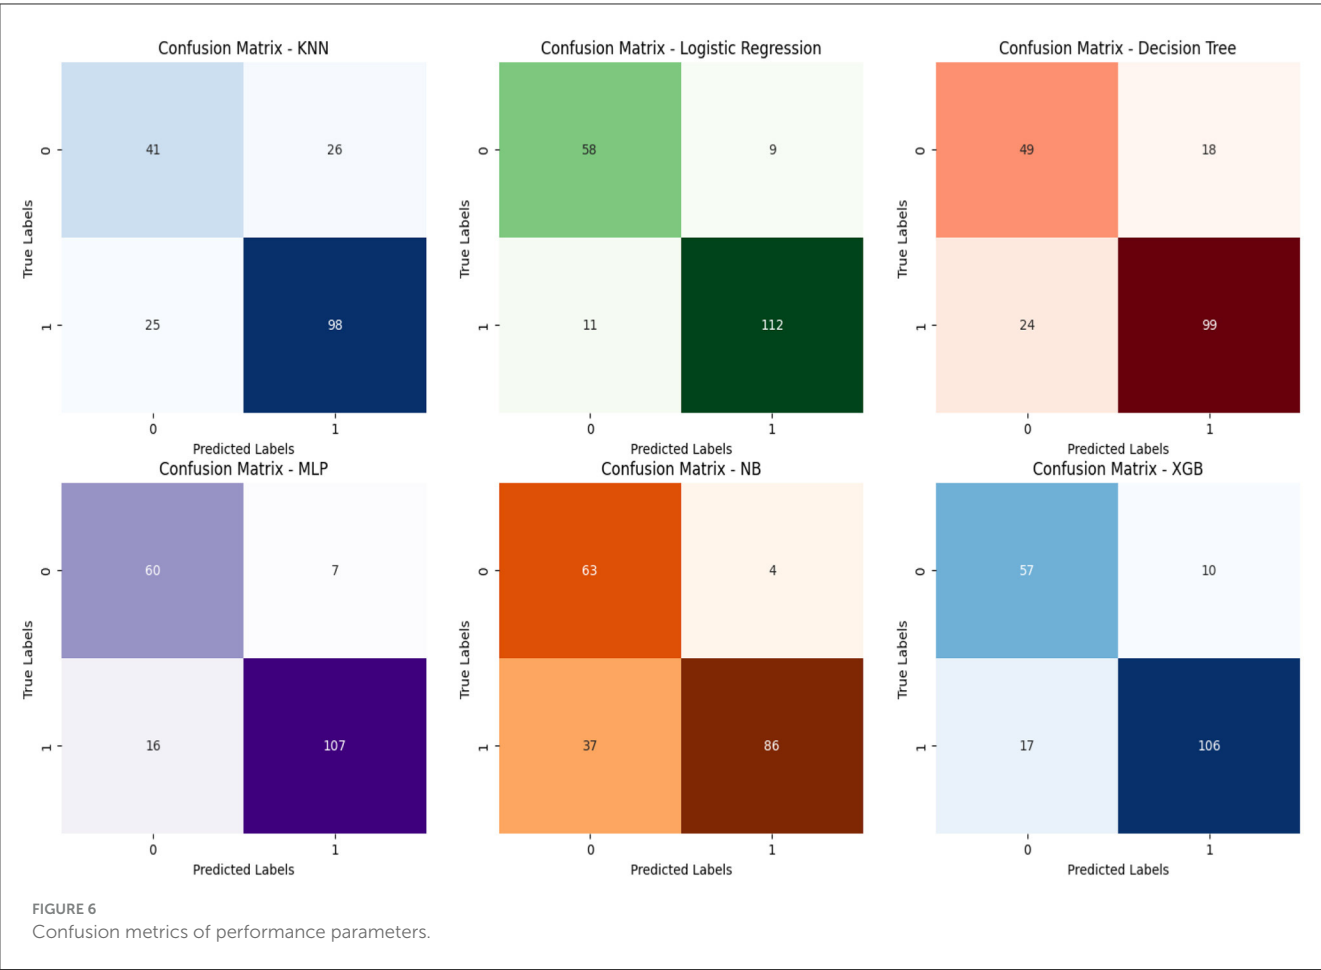 Confusion Matrix - KNN
41 26
25 98
0
1
True Labels
0 1
Predicted Labels
Confusion Matrix - Logistic Regression
58 9
11 112
0
1
True Labels
0 1
Predicted Labels
Confusion Matrix - Decision Tree
49 18
24 99
0
1
True Labels
0 1
Predicted Labels
Confusion Matrix - MLP
60 7
16 107
0
1
True Labels
0 1
Predicted Labels
Confusion Matrix - NB
63 4
37 86
0
1
True Labels
0 1
Predicted Labels
Confusion Matrix - XGB
57 10
17 106
0
1
True Labels
0 1
Predicted Labels
FIGURE 6
Confusion metrics of performance parameters.